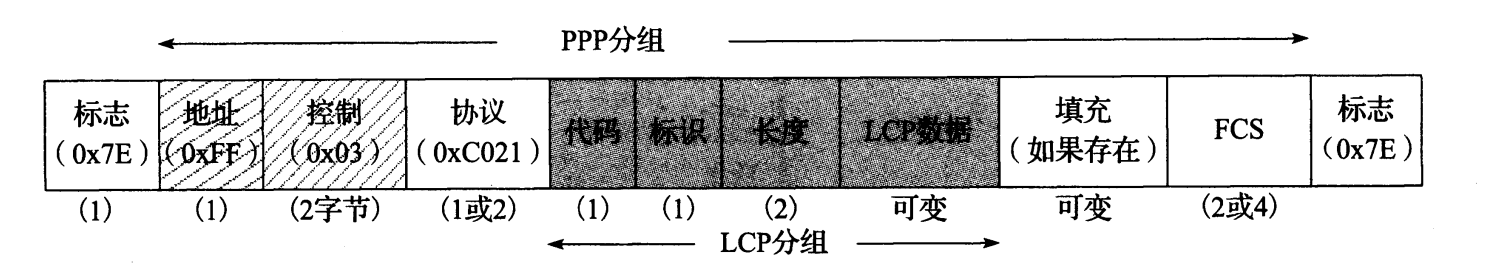 PPP分组
标志 地址 控制 协议 代码 标识 长度 LCP数据 填充 FCS 标志
(0x7E) (0xFF) (0x03) (0xC021) (如果存在) (0x7E)
(1) (1) (2字节) (1或2) (1) (1) (2) 可变 可变 (2或4)
LCP分组